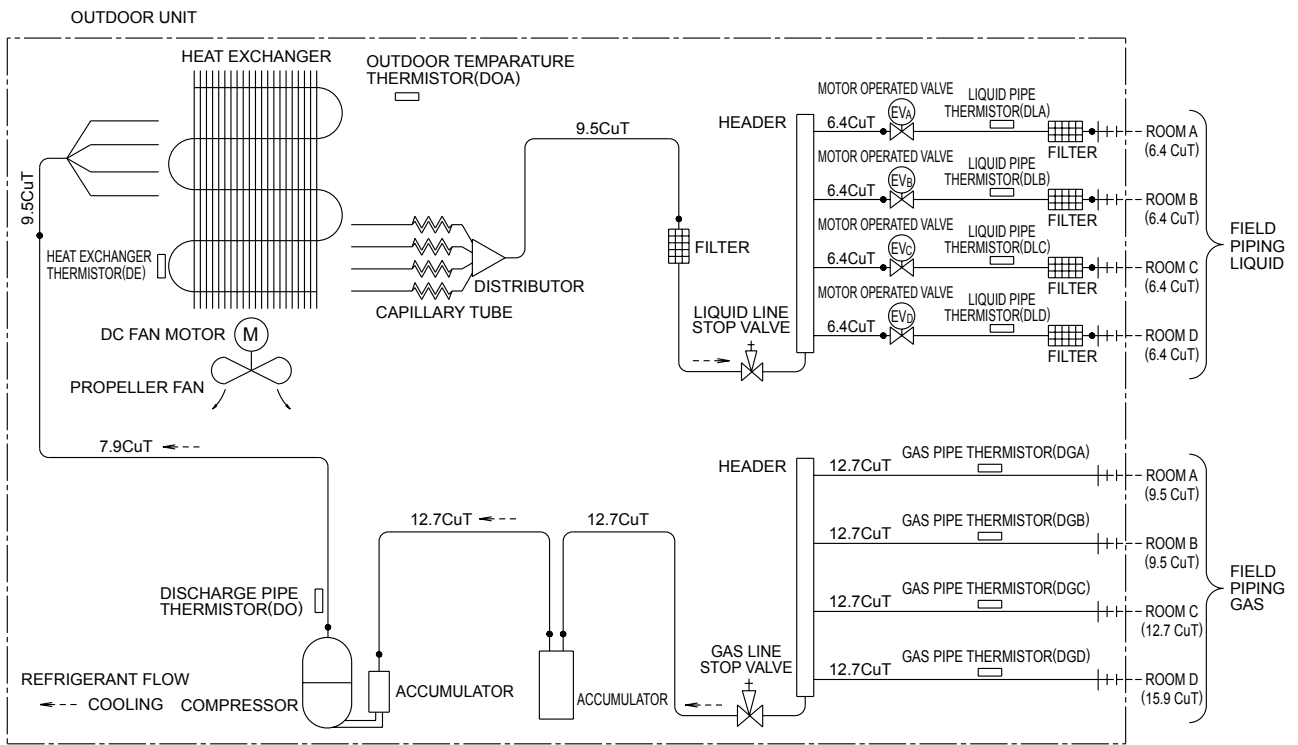 OUTDOOR UNIT
HEAT EXCHANGER
OUTDOOR TEMPARATURE
THERMISTOR(DOA)
9.5CuT
HEAT EXCHANGER
THERMISTOR(DE)
9.5CuT
CAPILLARY TUBE
DISTRIBUTOR
FILTER
LIQUID LINE
STOP VALVE
DC FAN MOTOR
M
PROPELLER FAN
HEADER
MOTOR OPERATED VALVE
LIQUID PIPE
THERMISTOR(DLA)
6.4CuT
EVA
FILTER
ROOM A
(6.4 CuT)
MOTOR OPERATED VALVE
LIQUID PIPE
THERMISTOR(DLB)
6.4CuT
EVB
FILTER
ROOM B
(6.4 CuT)
MOTOR OPERATED VALVE
LIQUID PIPE
THERMISTOR(DLC)
6.4CuT
EVC
FILTER
ROOM C
(6.4 CuT)
MOTOR OPERATED VALVE
LIQUID PIPE
THERMISTOR(DLD)
6.4CuT
EVD
FILTER
ROOM D
(6.4 CuT)
FIELD
PIPING
LIQUID
7.9CuT
DISCHARGE PIPE
THERMISTOR(DO)
12.7CuT
12.7CuT
COMPRESSOR
ACCUMULATOR
ACCUMULATOR
GAS LINE
STOP VALVE
HEADER
GAS PIPE THERMISTOR(DGA)
12.7CuT
ROOM A
(9.5 CuT)
GAS PIPE THERMISTOR(DGB)
12.7CuT
ROOM B
(9.5 CuT)
GAS PIPE THERMISTOR(DGC)
12.7CuT
ROOM C
(12.7 CuT)
GAS PIPE THERMISTOR(DGD)
12.7CuT
ROOM D
(15.9 CuT)
FIELD
PIPING
GAS
REFRIGERANT FLOW
COOLING